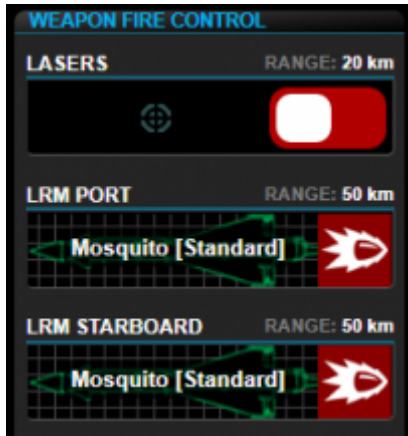 WEAPON FIRE CONTROL
LASERS RANGE: 20 km
LRM PORT RANGE: 50 km
Mosquito [Standard]
LRM STARBOARD RANGE: 50 km
Mosquito [Standard]